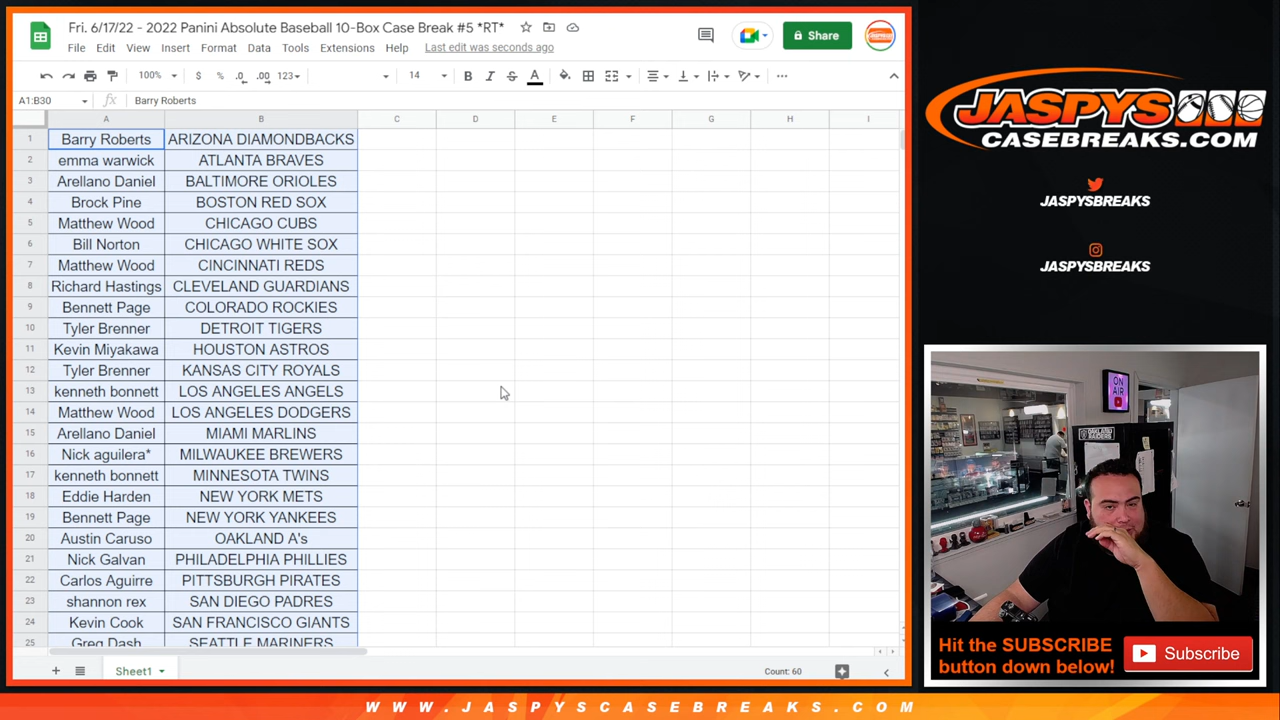 Fri. 6/17/22 - 2022 Panini Absolute Baseball 10-Box Case Break #5 *RT*
File Edit View Insert Format Data Tools Extensions Help Last edit was seconds ago
Share
100% $ % .0 .00 123 14 B I S A
A1:B30 fx Barry Roberts
A B C D E F G H I
1 Barry Roberts ARIZONA DIAMONDBACKS
2 emma warwick ATLANTA BRAVES
3 Arellano Daniel BALTIMORE ORIOLES
4 Brock Pine BOSTON RED SOX
5 Matthew Wood CHICAGO CUBS
6 Bill Norton CHICAGO WHITE SOX
7 Matthew Wood CINCINNATI REDS
8 Richard Hastings CLEVELAND GUARDIANS
9 Bennett Page COLORADO ROCKIES
10 Tyler Brenner DETROIT TIGERS
11 Kevin Miyakawa HOUSTON ASTROS
12 Tyler Brenner KANSAS CITY ROYALS
13 kenneth bonnett LOS ANGELES ANGELS
14 Matthew Wood LOS ANGELES DODGERS
15 Arellano Daniel MIAMI MARLINS
16 Nick aguilera* MILWAUKEE BREWERS
17 kenneth bonnett MINNESOTA TWINS
18 Eddie Harden NEW YORK METS
19 Bennett Page NEW YORK YANKEES
20 Austin Caruso OAKLAND A's
21 Nick Galvan PHILADELPHIA PHILLIES
22 Carlos Aguirre PITTSBURGH PIRATES
23 shannon rex SAN DIEGO PADRES
24 Kevin Cook SAN FRANCISCO GIANTS
25 Greg Dash SEATTLE MARINERS
Sheet1 Count: 60
JASPYS
CASEBREAKS.COM
JASPYSBREAKS
JASPYSBREAKS
ON
AIR
OAKLAND
RAIDERS
Hit the SUBSCRIBE
button down below!
Subscribe
WWW.JASPYSCASEBREAKS.COM